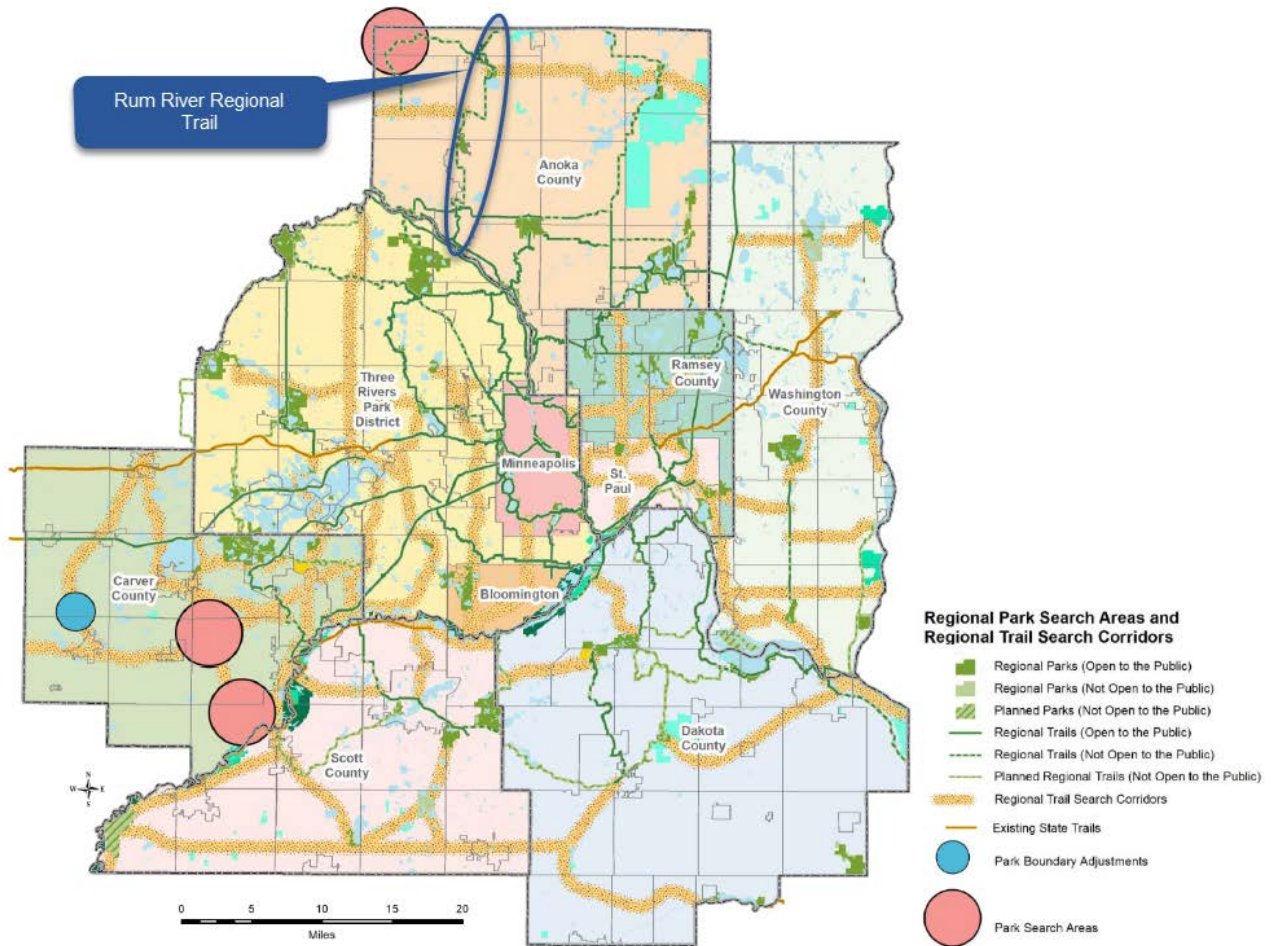 Rum River Regional
Trail
Anoka
County
Three
Rivers
Park
District
Ramsey
County
Washington
County
Minneapolis
St.
Paul
Carver
County
Bloomington
Scott
County
Dakota
County
N
W E
S
0 5 10 15 20
Miles
Regional Park Search Areas and
Regional Trail Search Corridors
Regional Parks (Open to the Public)
Regional Parks (Not Open to the Public)
Planned Parks (Not Open to the Public)
Regional Trails (Open to the Public)
Regional Trails (Not Open to the Public)
Planned Regional Trails (Not Open to the Public)
Regional Trail Search Corridors
Existing State Trails
Park Boundary Adjustments
Park Search Areas